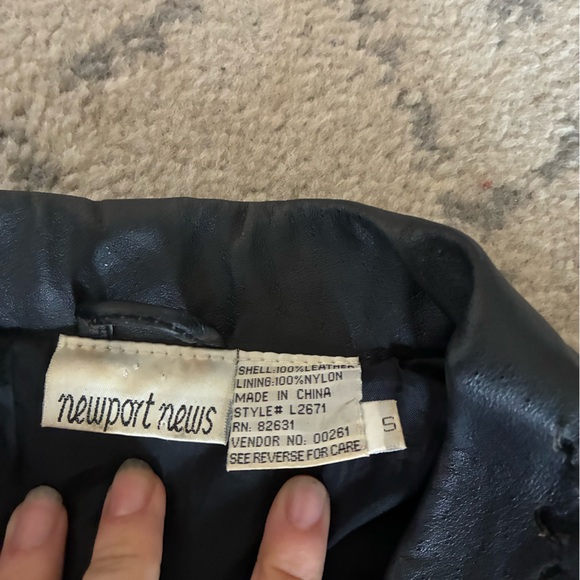 newport news
SHELL:100%LEATHER
LINING:100%NYLON
MADE IN CHINA
STYLE# L2671
RN: 82631
VENDOR NO: 00261
SEE REVERSE FOR CARE
S